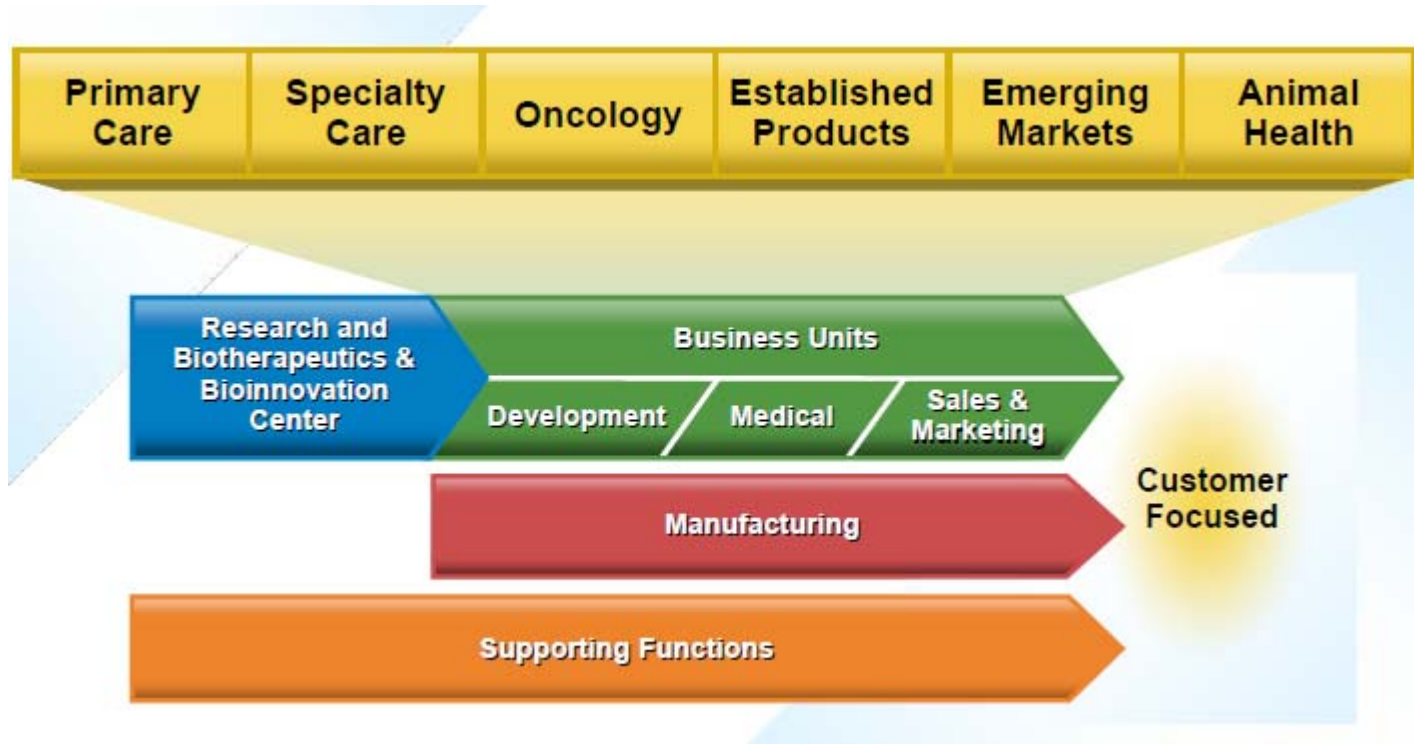 Primary
Care
Specialty
Care
Oncology
Established
Products
Emerging
Markets
Animal
Health
Research and
Biotherapeutics &
Bioinnovation
Center
Business Units
Development
Medical
Sales &
Marketing
Manufacturing
Customer
Focused
Supporting Functions